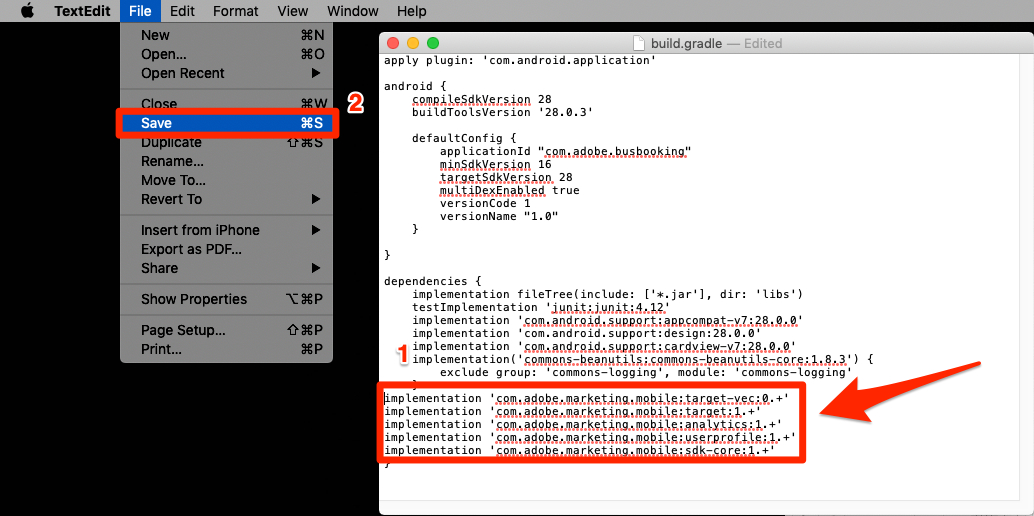 TextEdit File Edit Format View Window Help
New ⌘N
Open... ⌘O
Open Recent ▶
Close ⌘W
2
Save ⌘S
Duplicate ⇧⌘S
Rename...
Move To...
Revert To ▶
Insert from iPhone ▶
Export as PDF...
Share ▶
Show Properties ⌥⌘P
Page Setup... ⇧⌘P
Print... ⌘P
build.gradle — Edited
apply plugin: 'com.android.application'
android {
    compileSdkVersion 28
    buildToolsVersion '28.0.3'
    defaultConfig {
        applicationId "com.adobe.busbooking"
        minSdkVersion 16
        targetSdkVersion 28
        multiDexEnabled true
        versionCode 1
        versionName "1.0"
    }
}
dependencies {
    implementation fileTree(include: ['*.jar'], dir: 'libs')
    testImplementation 'junit:junit:4.12'
    implementation 'com.android.support:appcompat-v7:28.0.0'
    implementation 'com.android.support:design:28.0.0'
    implementation 'com.android.support:cardview-v7:28.0.0'
1
    implementation('commons-beanutils:commons-beanutils-core:1.8.3') {
        exclude group: 'commons-logging', module: 'commons-logging'
    }
implementation 'com.adobe.marketing.mobile:target-vec:0.+'
implementation 'com.adobe.marketing.mobile:target:1.+'
implementation 'com.adobe.marketing.mobile:analytics:1.+'
implementation 'com.adobe.marketing.mobile:userprofile:1.+'
implementation 'com.adobe.marketing.mobile:sdk-core:1.+'
}